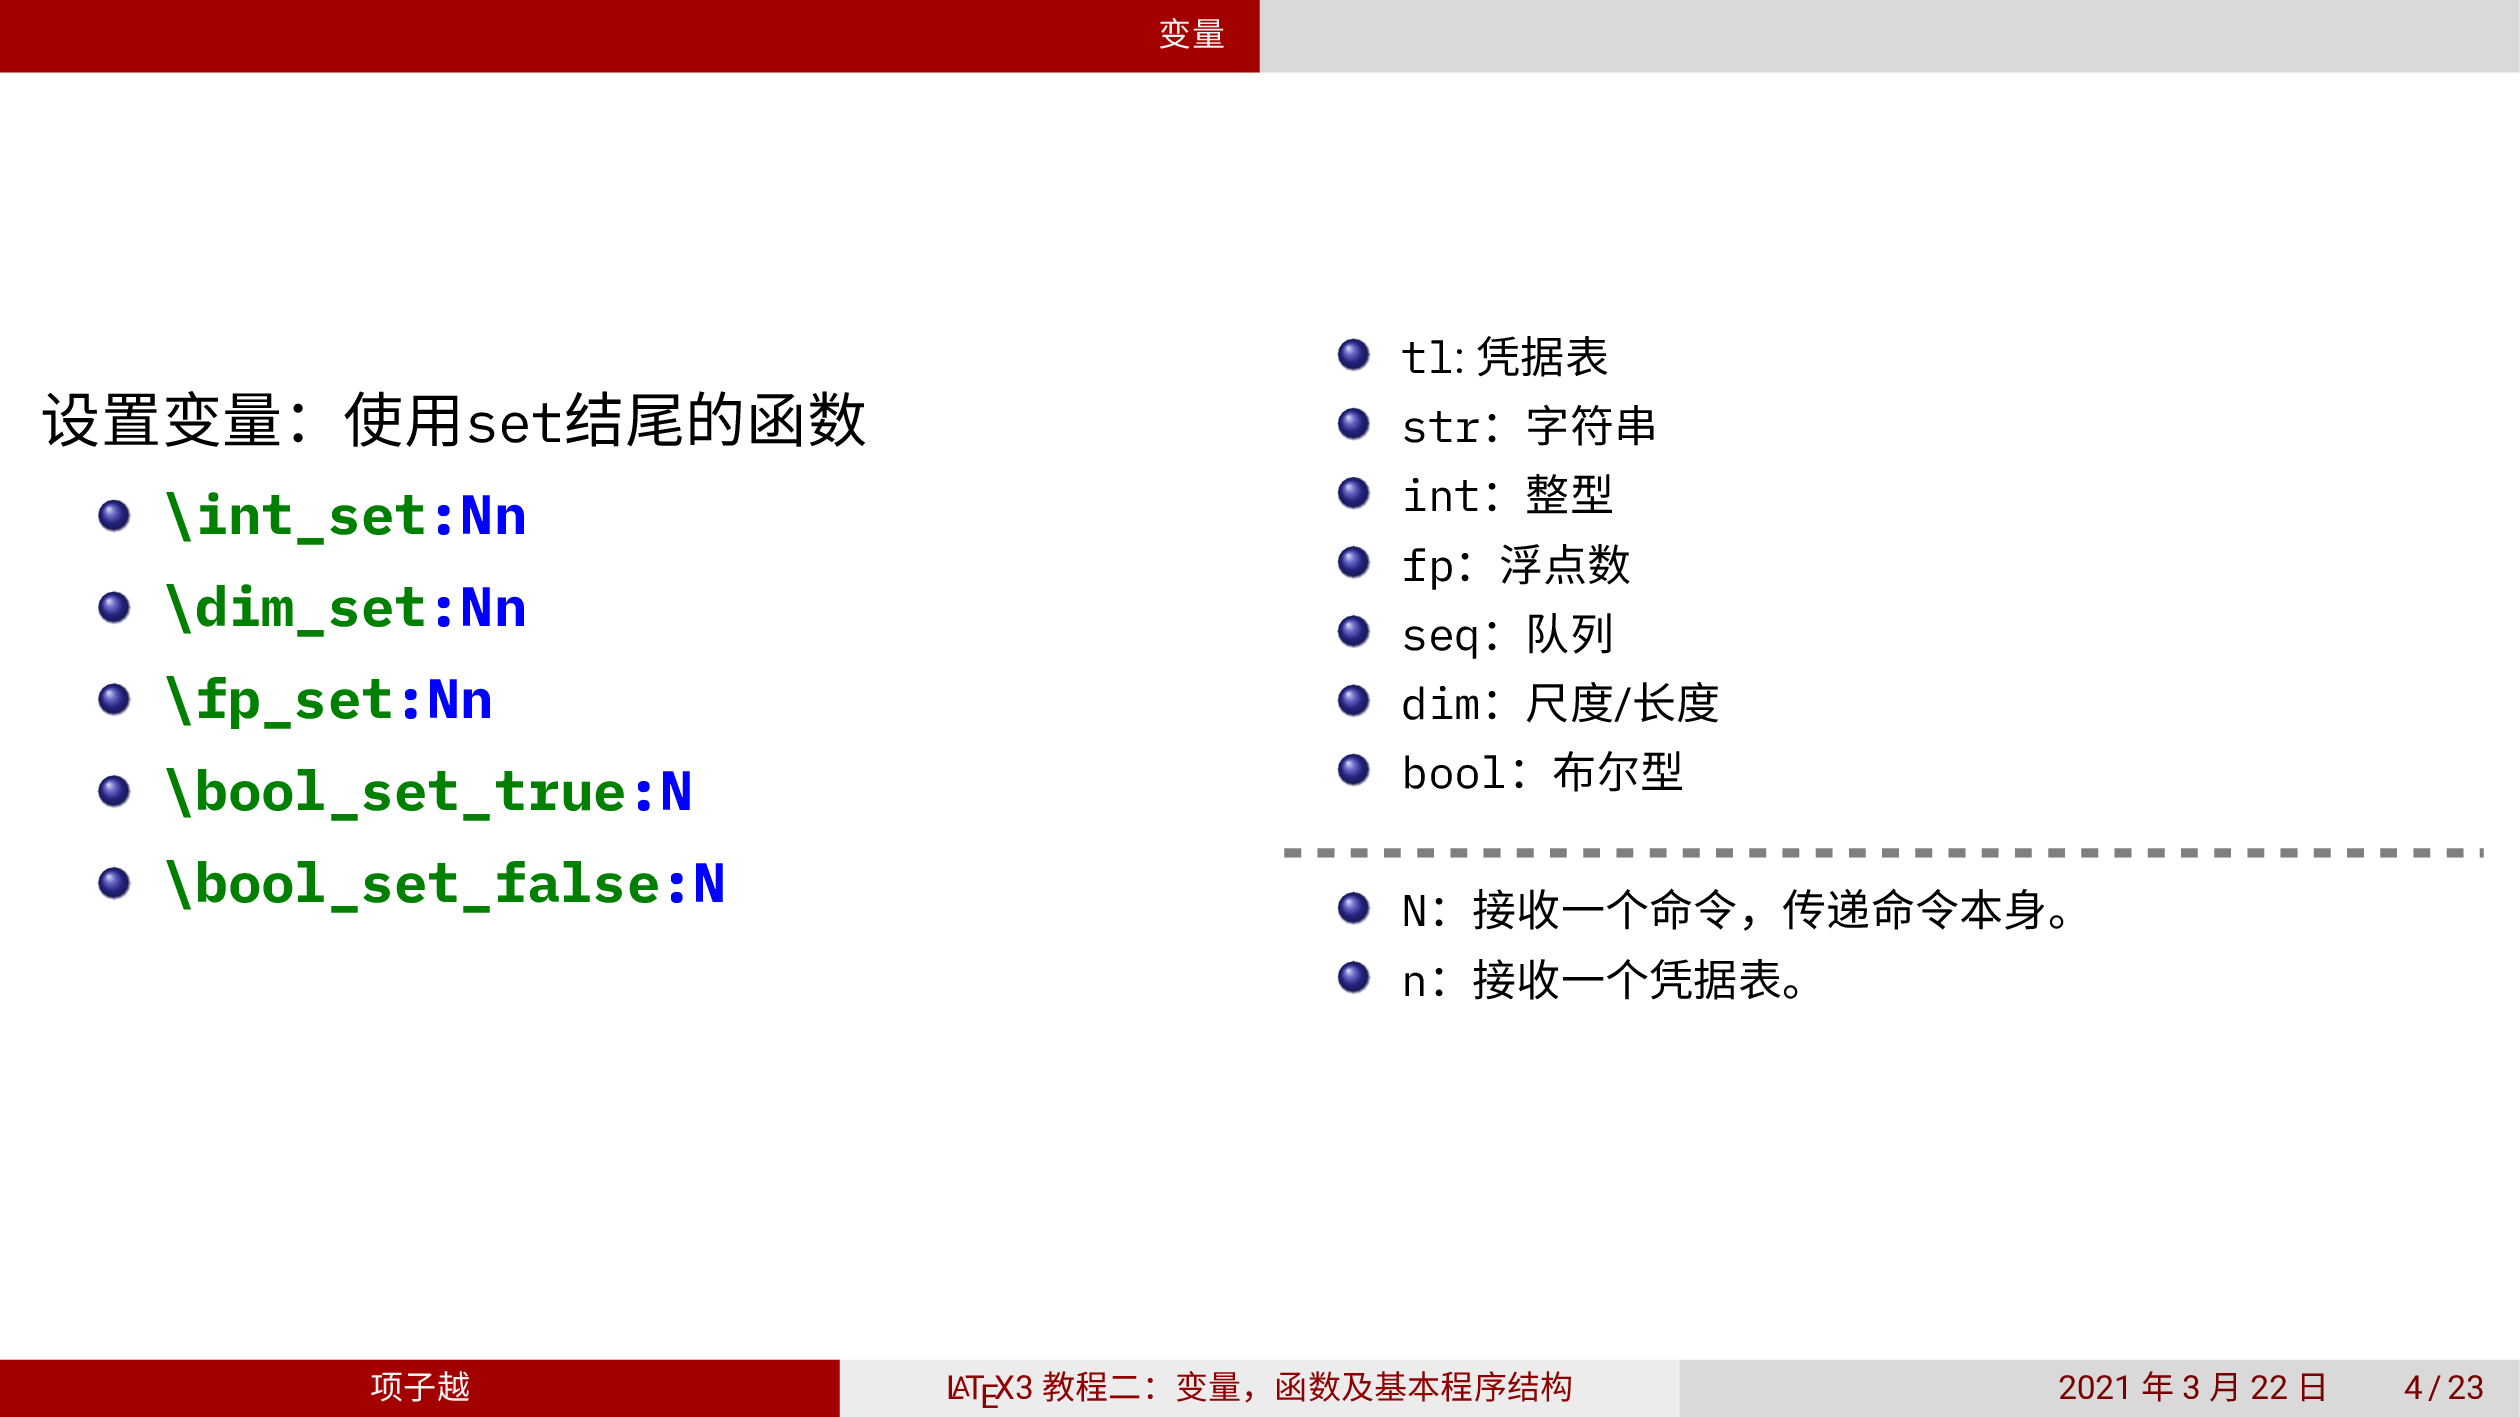 变量
设置变量：使用set结尾的函数
\int_set:Nn
\dim_set:Nn
\fp_set:Nn
\bool_set_true:N
\bool_set_false:N
tl: 凭据表
str：字符串
int：整型
fp：浮点数
seq：队列
dim：尺度/长度
bool：布尔型
N：接收一个命令，传递命令本身。
n：接收一个凭据表。
项子越
LATEX3 教程二：变量，函数及基本程序结构
2021 年 3 月 22 日
4 / 23